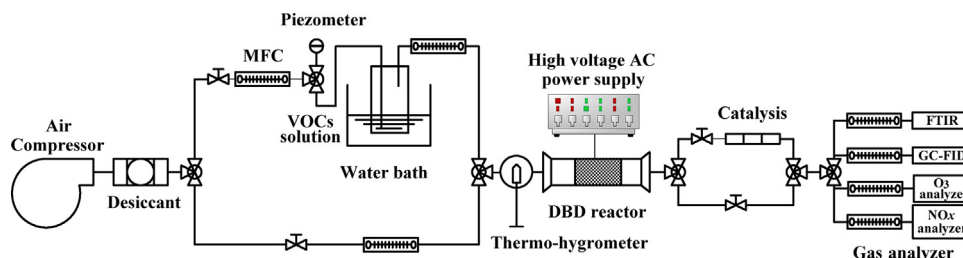 Piezometer
MFC
VOCs
solution
Water bath
Air
Compressor
Desiccant
Thermo-hygrometer
High voltage AC
power supply
DBD reactor
Catalysis
FTIR
GC-FID
O3
analyzer
NOx
analyzer
Gas analyzer